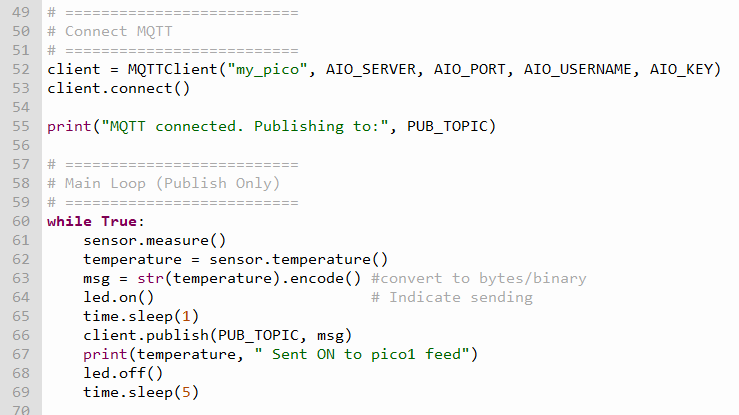 49 # ==========================
50 # Connect MQTT
51 # ==========================
52 client = MQTTClient("my_pico", AIO_SERVER, AIO_PORT, AIO_USERNAME, AIO_KEY)
53 client.connect()
54
55 print("MQTT connected. Publishing to:", PUB_TOPIC)
56
57 # ==========================
58 # Main Loop (Publish Only)
59 # ==========================
60 while True:
61     sensor.measure()
62     temperature = sensor.temperature()
63     msg = str(temperature).encode() #convert to bytes/binary
64     led.on()                        # Indicate sending
65     time.sleep(1)
66     client.publish(PUB_TOPIC, msg)
67     print(temperature, " Sent ON to pico1 feed")
68     led.off()
69     time.sleep(5)
70